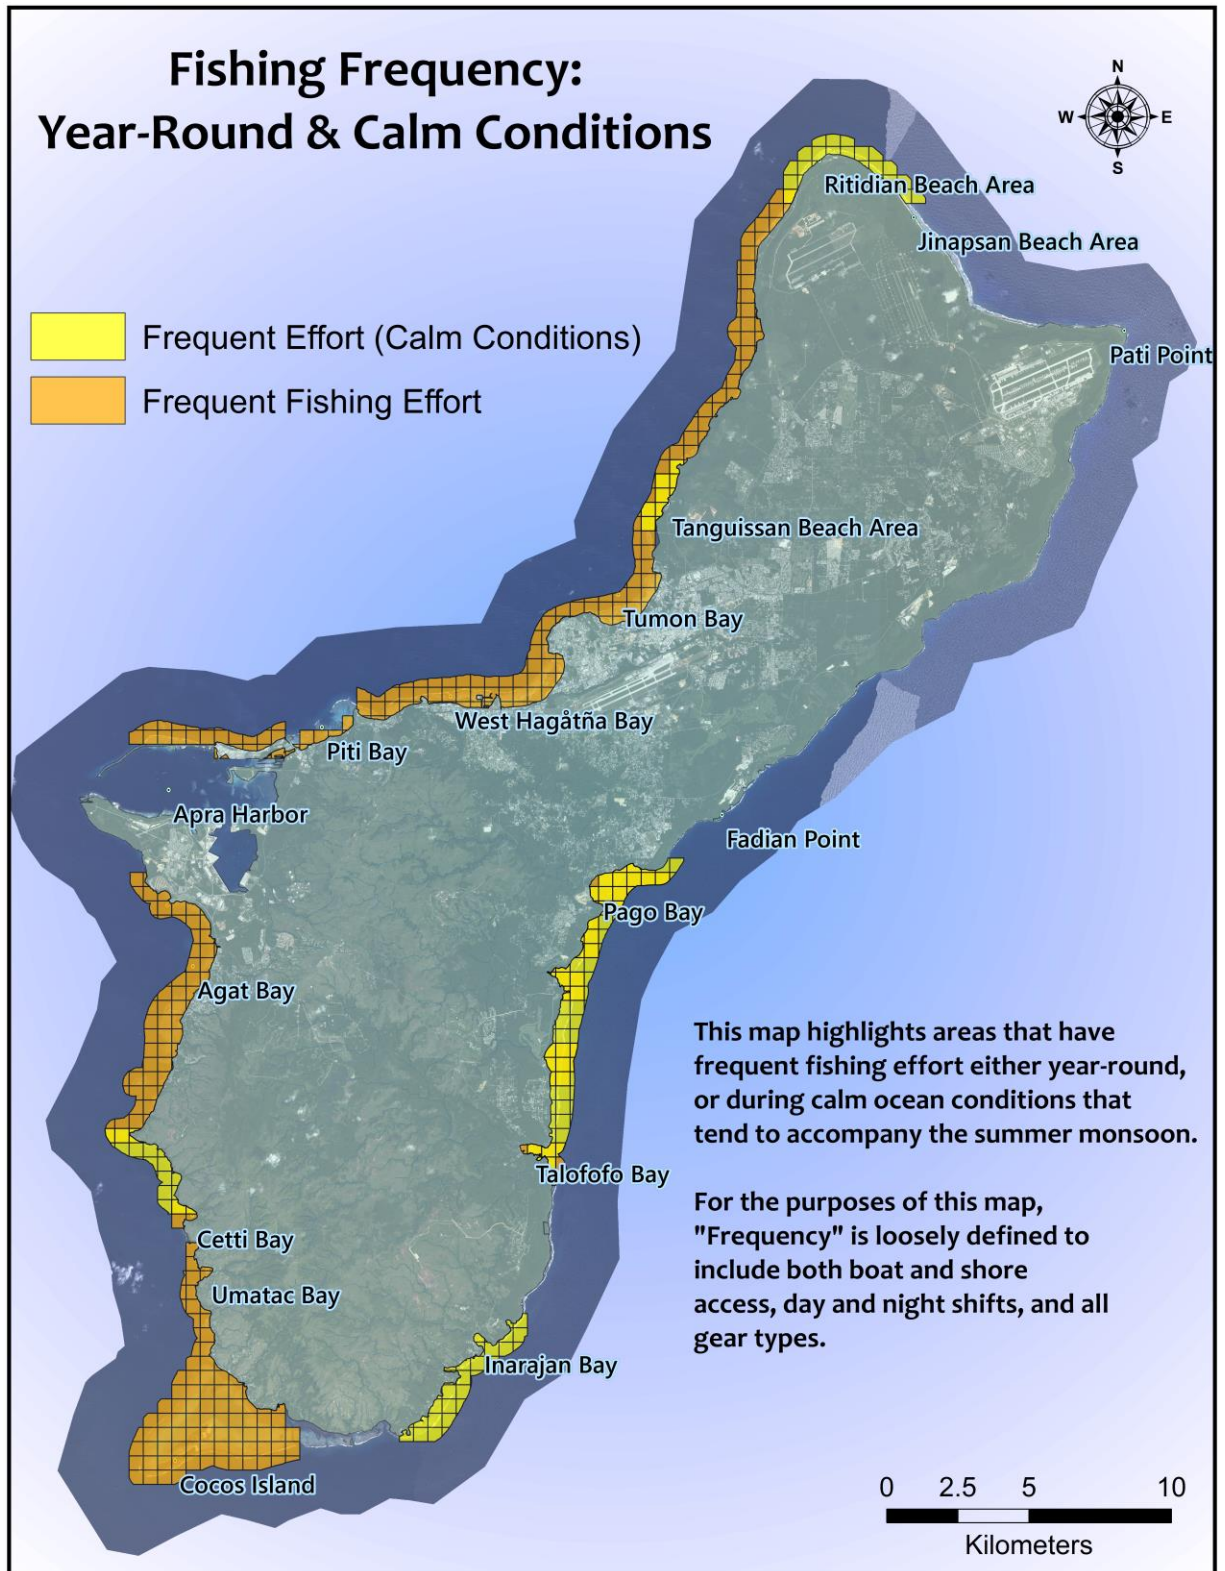 Fishing Frequency:
Year-Round & Calm Conditions
N
W E
S
Ritidian Beach Area
Jinapsan Beach Area
Frequent Effort (Calm Conditions)
Pati Point
Frequent Fishing Effort
Tanguissan Beach Area
Tumon Bay
West Hagåtña Bay
Piti Bay
Apra Harbor
Fadian Point
Pago Bay
Agat Bay
This map highlights areas that have
frequent fishing effort either year-round,
or during calm ocean conditions that
tend to accompany the summer monsoon.
Talofofo Bay
For the purposes of this map,
"Frequency" is loosely defined to
include both boat and shore
access, day and night shifts, and all
gear types.
Cetti Bay
Umatac Bay
Inarajan Bay
Cocos Island
0 2.5 5 10
Kilometers